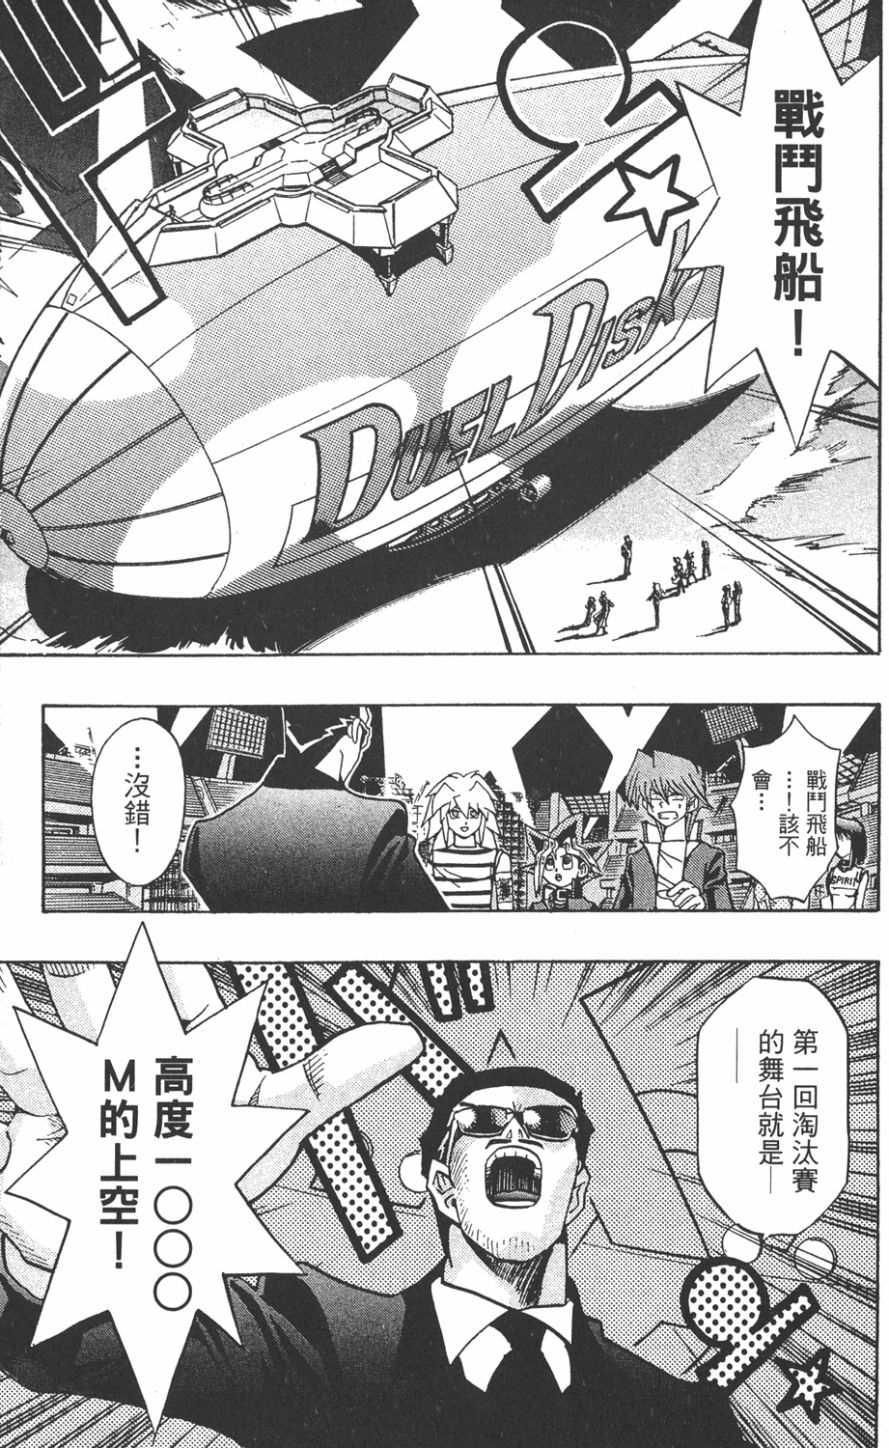 戰鬥飛船！
DUEL DISK
戰鬥飛船
…！該不
會…
SPIRIT
…沒錯！
第一回淘汰賽
的舞台就是——
高度一〇〇〇
M的上空！